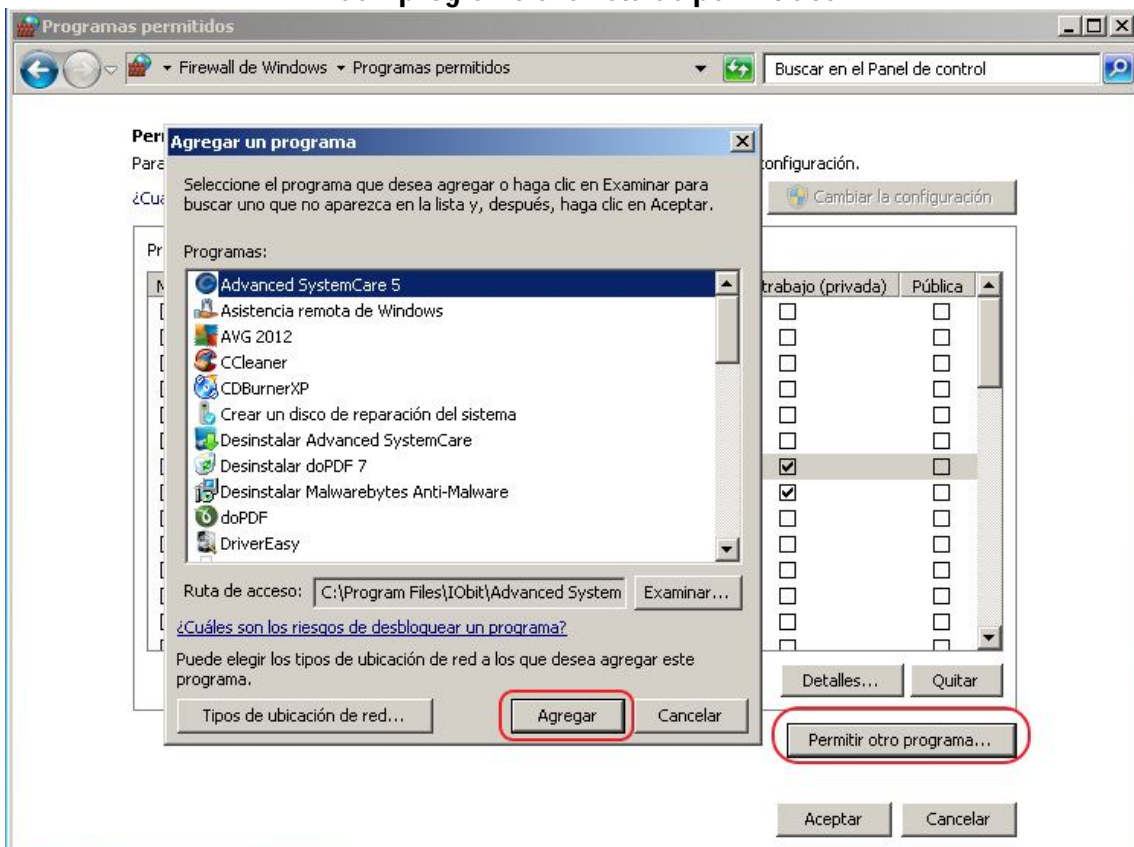 Programas permitidos
Firewall de Windows Programas permitidos
Buscar en el Panel de control
Agregar un programa
configuración.
Seleccione el programa que desea agregar o haga clic en Examinar para
buscar uno que no aparezca en la lista y, después, haga clic en Aceptar.
Cambiar la configuración
Programas:
trabajo (privada) Pública
Advanced SystemCare 5
Asistencia remota de Windows
AVG 2012
CCleaner
CDBurnerXP
Crear un disco de reparación del sistema
Desinstalar Advanced SystemCare
Desinstalar doPDF 7
Desinstalar Malwarebytes Anti-Malware
doPDF
DriverEasy
Ruta de acceso: C:\Program Files\IObit\Advanced System Examinar...
¿Cuáles son los riesgos de desbloquear un programa?
Puede elegir los tipos de ubicación de red a los que desea agregar este
programa.
Detalles... Quitar
Tipos de ubicación de red... Agregar Cancelar
Permitir otro programa...
Aceptar Cancelar